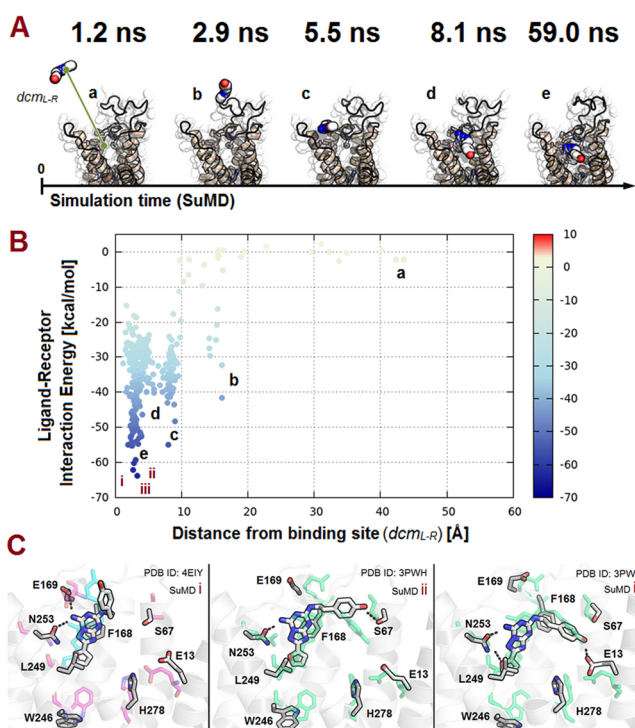 A
1.2 ns 2.9 ns 5.5 ns 8.1 ns 59.0 ns
dcmL-R
a b c d e
0
Simulation time (SuMD)
B
Ligand-Receptor
Interaction Energy [kcal/mol]
0
-10
-20
-30
-40
-50
-60
-70
a
b
c
d
e
i
ii
iii
0 10 20 30 40 50 60
Distance from binding site (dcmL-R) [Å]
10
0
-10
-20
-30
-40
-50
-60
-70
C
PDB ID: 4EIY
SuMD i
E169
N253
F168
S67
L249
E13
W246
H278
PDB ID: 3PWH
SuMD ii
E169
N253
F168
S67
L249
E13
W246
H278
PDB ID: 3PW
SuMD i
E169
N253
F168
S67
L249
E13
W246
H278